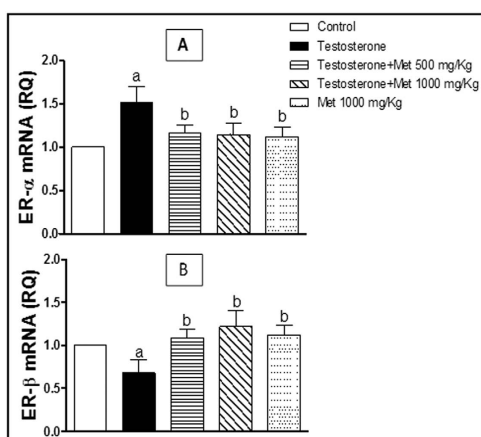 Control
Testosterone
Testosterone+Met 500 mg/Kg
Testosterone+Met 1000 mg/Kg
Met 1000 mg/Kg
A
ER-α mRNA (RQ)
2.0
1.5
1.0
0.5
0.0
a
b
b
b
B
ER-β mRNA (RQ)
2.0
1.5
1.0
0.5
0.0
a
b
b
b